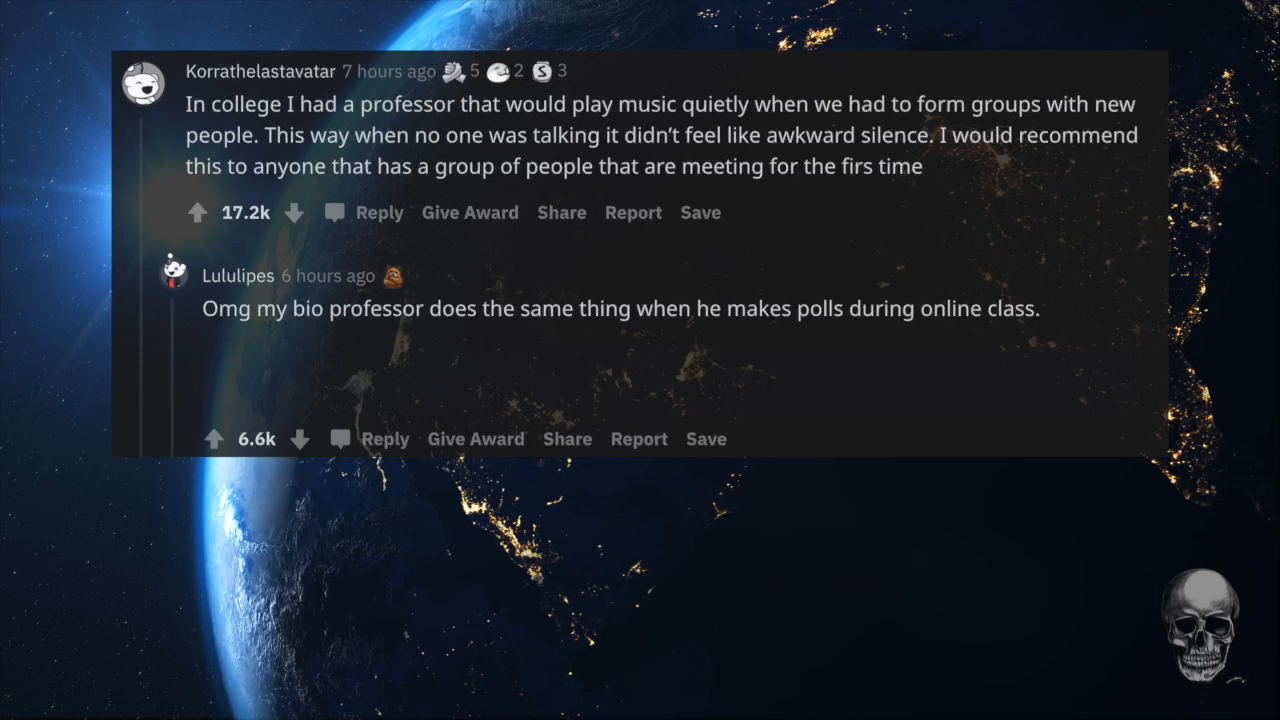 Korrathelastavatar 7 hours ago 5 2 S 3
In college I had a professor that would play music quietly when we had to form groups with new
people. This way when no one was talking it didn’t feel like awkward silence. I would recommend
this to anyone that has a group of people that are meeting for the firs time
17.2k Reply Give Award Share Report Save
Lululipes 6 hours ago
Omg my bio professor does the same thing when he makes polls during online class.
6.6k Reply Give Award Share Report Save